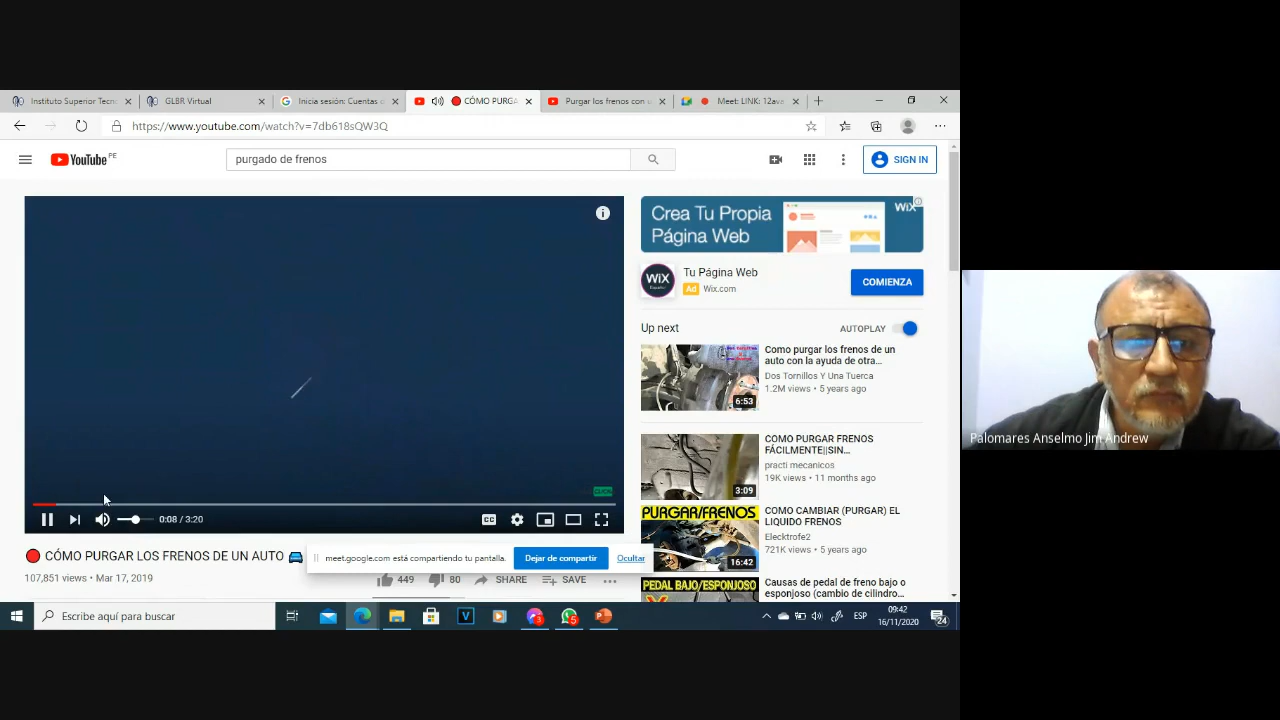 Instituto Superior Tecn
GLBR Virtual
Inicia sesión: Cuentas d
CÓMO PURGA
Purgar los frenos con u
Meet: LINK: 12ava
https://www.youtube.com/watch?v=7db618sQW3Q
YouTube PE
purgado de frenos
SIGN IN
Crea Tu Propia
Página Web
WiX
WiX
Tu Página Web
Ad Wix.com
COMIENZA
Up next
AUTOPLAY
Como purgar los frenos de un
auto con la ayuda de otra...
Dos Tornillos Y Una Tuerca
1.2M views • 5 years ago
6:53
COMO PURGAR FRENOS
FÁCILMENTE||SIN...
practi mecanicos
19K views • 11 months ago
3:09
PURGAR/FRENOS
COMO CAMBIAR (PURGAR) EL
LIQUIDO FRENOS
Elecktrofe2
721K views • 5 years ago
16:42
PEDAL BAJO/ESPONJOSO
Causas de pedal de freno bajo o
esponjoso (cambio de cilindro...
0:08 / 3:20
CC
CÓMO PURGAR LOS FRENOS DE UN AUTO
107,851 views • Mar 17, 2019
meet.google.com está compartiendo tu pantalla.
Dejar de compartir
Ocultar
449
80
SHARE
SAVE
Escribe aquí para buscar
3
5
ESP
09:42
16/11/2020
24
Palomares Anselmo Jim Andrew